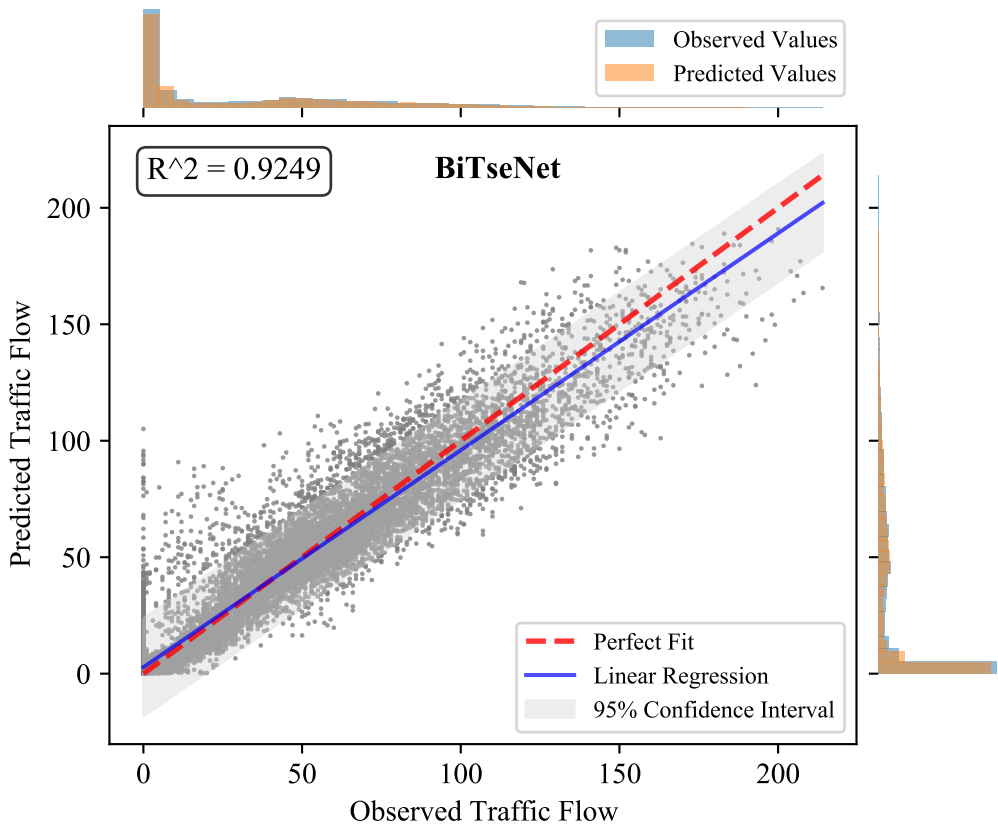 Observed Values
Predicted Values
R^2 = 0.9249
BiTseNet
200
150
100
50
0
Predicted Traffic Flow
Perfect Fit
Linear Regression
95% Confidence Interval
0 50 100 150 200
Observed Traffic Flow